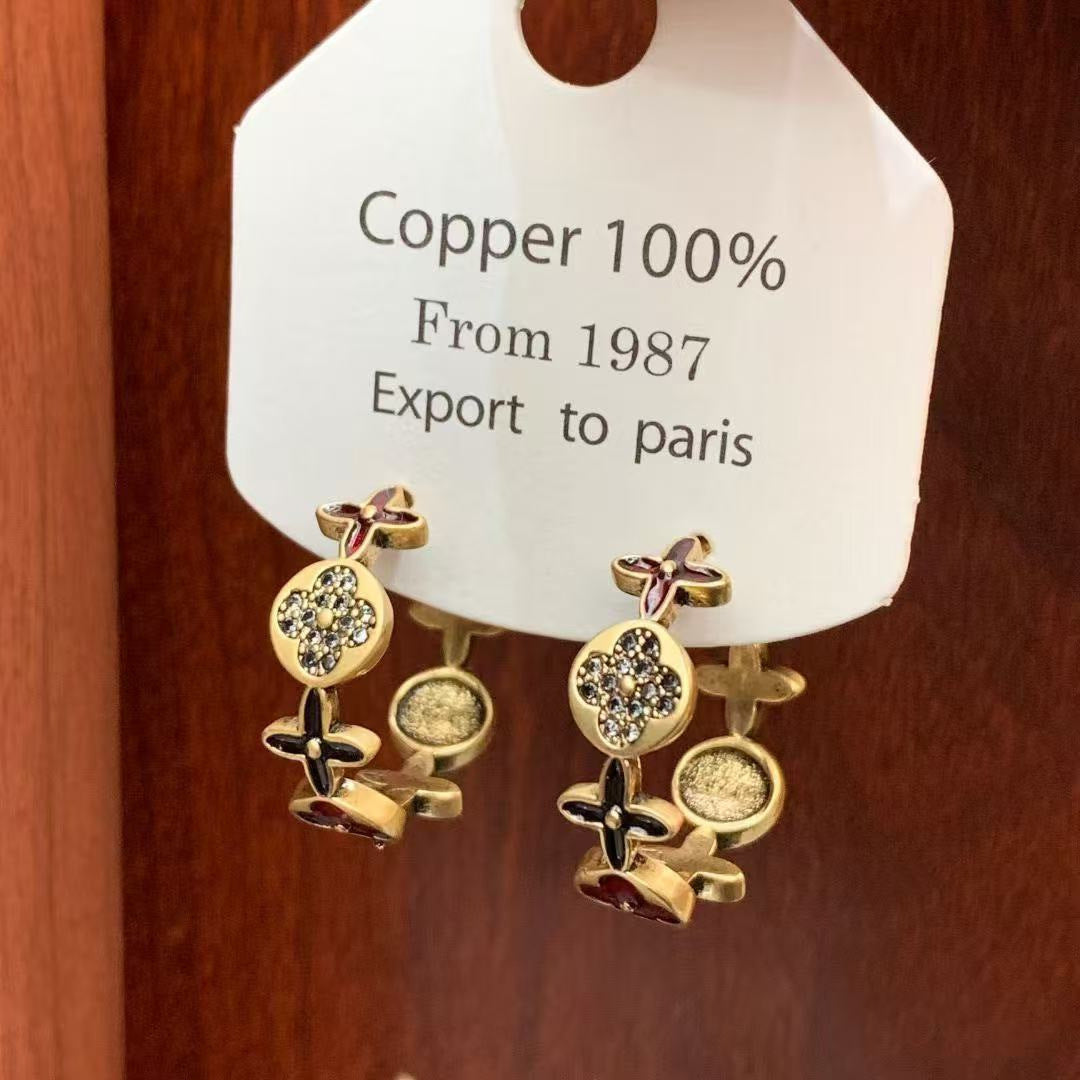 Copper 100%
From 1987
Export to paris